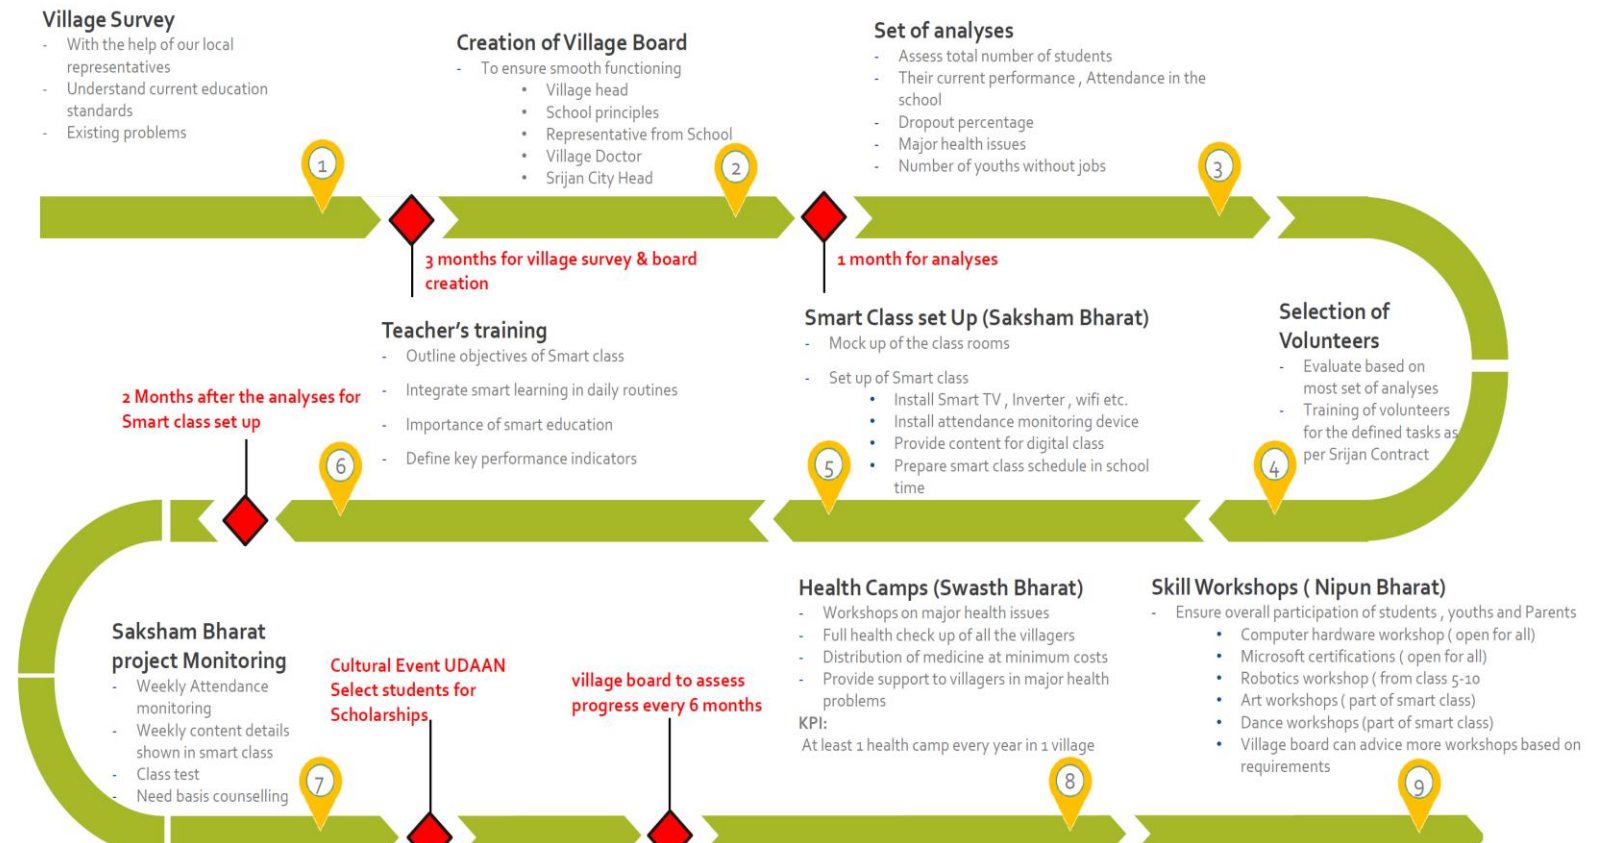 Village Survey
- With the help of our local
representatives
- Understand current education
standards
- Existing problems
1
Creation of Village Board
- To ensure smooth functioning
• Village head
• School principles
• Representative from School
• Village Doctor
• Srijan City Head
2
Set of analyses
- Assess total number of students
- Their current performance , Attendance in the
school
- Dropout percentage
- Major health issues
- Number of youths without jobs
3
3 months for village survey & board
creation
1 month for analyses
Selection of
Volunteers
- Evaluate based on
most set of analyses
- Training of volunteers
for the defined tasks as
per Srijan Contract
4
Smart Class set Up (Saksham Bharat)
- Mock up of the class rooms
- Set up of Smart class
• Install Smart TV , Inverter , wifi etc.
• Install attendance monitoring device
• Provide content for digital class
• Prepare smart class schedule in school
time
5
Teacher's training
- Outline objectives of Smart class
- Integrate smart learning in daily routines
- Importance of smart education
- Define key performance indicators
6
2 Months after the analyses for
Smart class set up
Saksham Bharat
project Monitoring
- Weekly Attendance
monitoring
- Weekly content details
shown in smart class
- Class test
- Need basis counselling
7
Cultural Event UDAAN
Select students for
Scholarships
village board to assess
progress every 6 months
Health Camps (Swasth Bharat)
- Workshops on major health issues
- Full health check up of all the villagers
- Distribution of medicine at minimum costs
- Provide support to villagers in major health
problems
KPI:
At least 1 health camp every year in 1 village
8
Skill Workshops ( Nipun Bharat)
- Ensure overall participation of students , youths and Parents
• Computer hardware workshop ( open for all)
• Microsoft certifications ( open for all)
• Robotics workshop ( from class 5-10
• Art workshops ( part of smart class)
• Dance workshops (part of smart class)
• Village board can advice more workshops based on
requirements
9